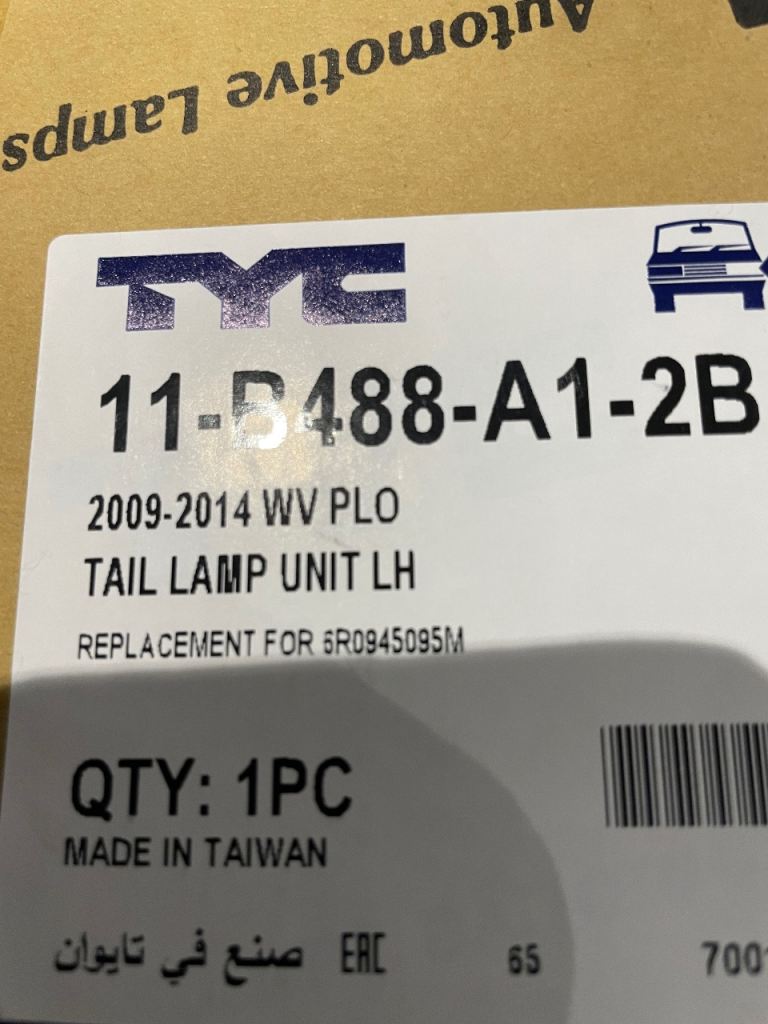 Automotive Lamps
TYC
11-B488-A1-2B
2009-2014 WV PLO
TAIL LAMP UNIT LH
REPLACEMENT FOR 6R0945095M
QTY: 1PC
MADE IN TAIWAN
صنع في تايوان EAC 65 700